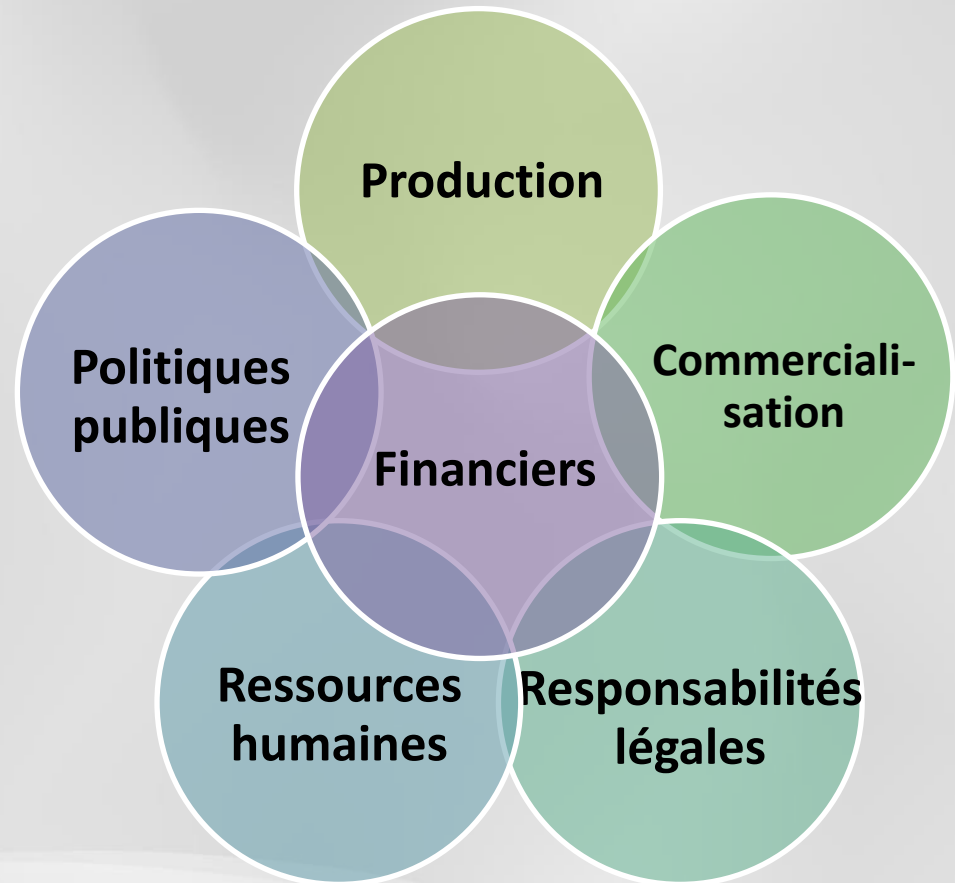 Production
Politiques
publiques
Commerciali-
sation
Financiers
Ressources
humaines
Responsabilités
légales